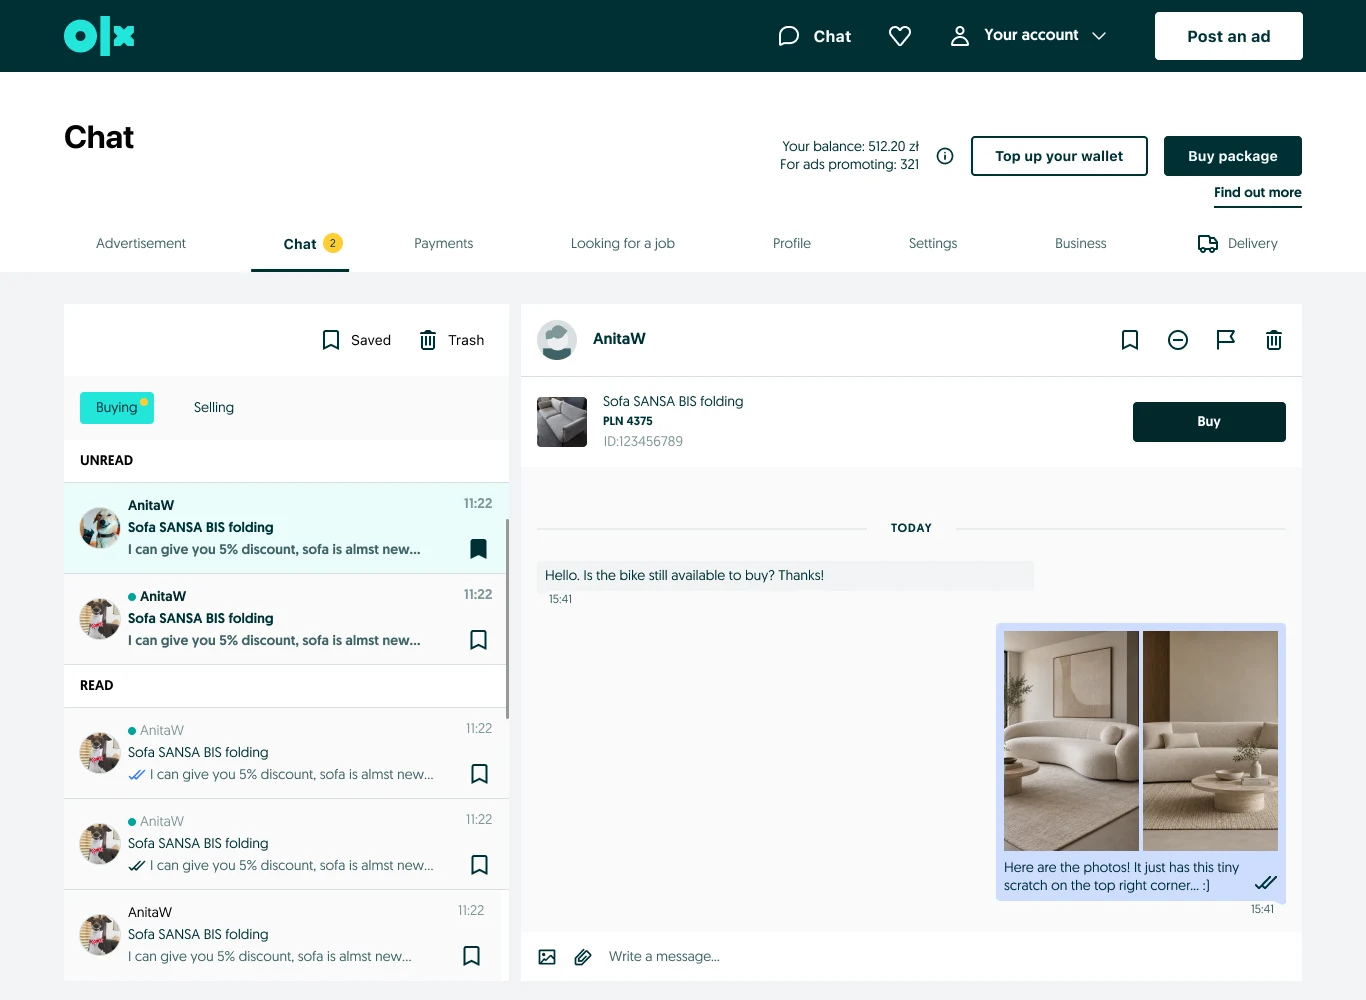 olx
Chat
Your account
Post an ad
Chat
Your balance: 512.20 zł
For ads promoting: 321
Top up your wallet
Buy package
Find out more
Advertisement
Chat 2
Payments
Looking for a job
Profile
Settings
Business
Delivery
Saved
Trash
Buying
Selling
UNREAD
AnitaW
11:22
Sofa SANSA BIS folding
I can give you 5% discount, sofa is almst new...
AnitaW
11:22
Sofa SANSA BIS folding
I can give you 5% discount, sofa is almst new...
READ
AnitaW
11:22
Sofa SANSA BIS folding
I can give you 5% discount, sofa is almst new...
AnitaW
11:22
Sofa SANSA BIS folding
I can give you 5% discount, sofa is almst new...
AnitaW
11:22
Sofa SANSA BIS folding
I can give you 5% discount, sofa is almst new...
AnitaW
Sofa SANSA BIS folding
PLN 4375
ID:123456789
Buy
TODAY
Hello. Is the bike still available to buy? Thanks!
15:41
Here are the photos! It just has this tiny
scratch on the top right corner... :)
15:41
Write a message...